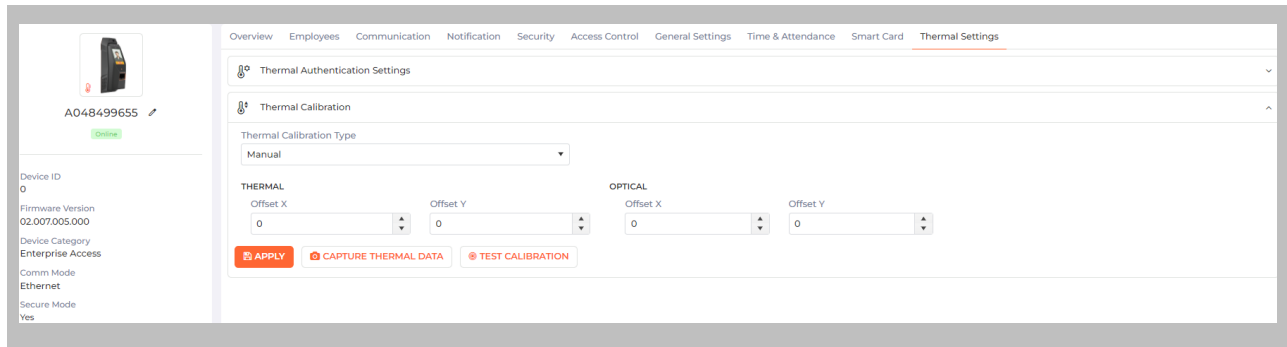 Overview Employees Communication Notification Security Access Control General Settings Time & Attendance Smart Card Thermal Settings
A048499655
Online
Device ID
0
Firmware Version
02.007.005.000
Device Category
Enterprise Access
Comm Mode
Ethernet
Secure Mode
Yes
Thermal Authentication Settings
Thermal Calibration
Thermal Calibration Type
Manual
THERMAL OPTICAL
Offset X Offset Y Offset X Offset Y
0 0 0 0
APPLY CAPTURE THERMAL DATA TEST CALIBRATION